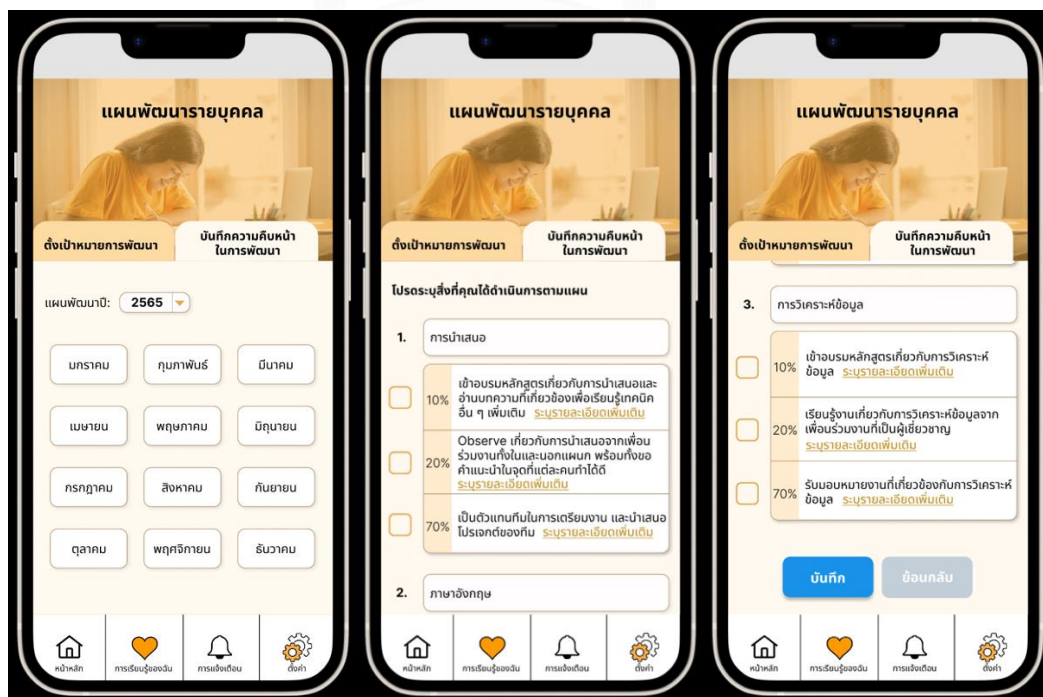 แผนพัฒนารายบุคคล
ตั้งเป้าหมายการพัฒนา
บันทึกความคืบหน้า
ในการพัฒนา
แผนพัฒนาปี: 2565
มกราคม กุมภาพันธ์ มีนาคม
เมษายน พฤษภาคม มิถุนายน
กรกฎาคม สิงหาคม กันยายน
ตุลาคม พฤศจิกายน ธันวาคม
หน้าหลัก การเรียนรู้ของฉัน การแจ้งเตือน ตั้งค่า
แผนพัฒนารายบุคคล
ตั้งเป้าหมายการพัฒนา
บันทึกความคืบหน้า
ในการพัฒนา
โปรดระบุสิ่งที่คุณได้ดำเนินการตามแผน
1. การนำเสนอ
10%
เข้าอบรมหลักสูตรเกี่ยวกับการนำเสนอและ
อ่านบทความที่เกี่ยวข้องเพื่อเรียนรู้เทคนิค
อื่น ๆ เพิ่มเติม ระบุรายละเอียดเพิ่มเติม
20%
Observe เกี่ยวกับการนำเสนอจากเพื่อน
ร่วมงานทั้งในและนอกแผนก พร้อมทั้งขอ
คำแนะนำในจุดที่แต่ละคนทำได้ดี
ระบุรายละเอียดเพิ่มเติม
70%
เป็นตัวแทนทีมในการเตรียมงาน และนำเสนอ
โปรเจกต์ของทีม ระบุรายละเอียดเพิ่มเติม
2. ภาษาอังกฤษ
หน้าหลัก การเรียนรู้ของฉัน การแจ้งเตือน ตั้งค่า
แผนพัฒนารายบุคคล
ตั้งเป้าหมายการพัฒนา
บันทึกความคืบหน้า
ในการพัฒนา
3. การวิเคราะห์ข้อมูล
10%
เข้าอบรมหลักสูตรเกี่ยวกับการวิเคราะห์
ข้อมูล ระบุรายละเอียดเพิ่มเติม
20%
เรียนรู้งานเกี่ยวกับการวิเคราะห์ข้อมูลจาก
เพื่อนร่วมงานที่เป็นผู้เชี่ยวชาญ
ระบุรายละเอียดเพิ่มเติม
70%
รับมอบหมายงานที่เกี่ยวข้องกับการวิเคราะห์
ข้อมูล ระบุรายละเอียดเพิ่มเติม
บันทึก ย้อนกลับ
หน้าหลัก การเรียนรู้ของฉัน การแจ้งเตือน ตั้งค่า